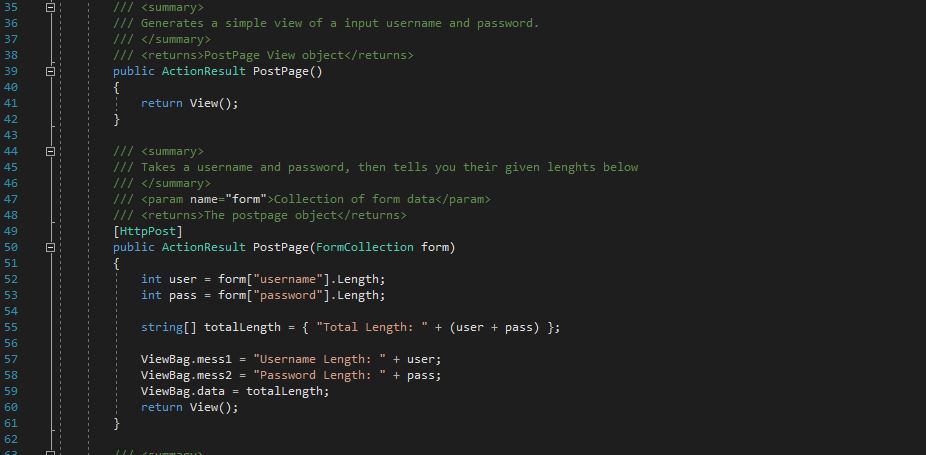 35 /// <summary>
36 /// Generates a simple view of a input username and password.
37 /// </summary>
38 /// <returns>PostPage View object</returns>
39 public ActionResult PostPage()
40 {
41 return View();
42 }
43
44 /// <summary>
45 /// Takes a username and password, then tells you their given lenghts below
46 /// </summary>
47 /// <param name="form">Collection of form data</param>
48 /// <returns>The postpage object</returns>
49 [HttpPost]
50 public ActionResult PostPage(FormCollection form)
51 {
52 int user = form["username"].Length;
53 int pass = form["password"].Length;
54
55 string[] totalLength = { "Total Length: " + (user + pass) };
56
57 ViewBag.mess1 = "Username Length: " + user;
58 ViewBag.mess2 = "Password Length: " + pass;
59 ViewBag.data = totalLength;
60 return View();
61 }
62
63 /// <summary>